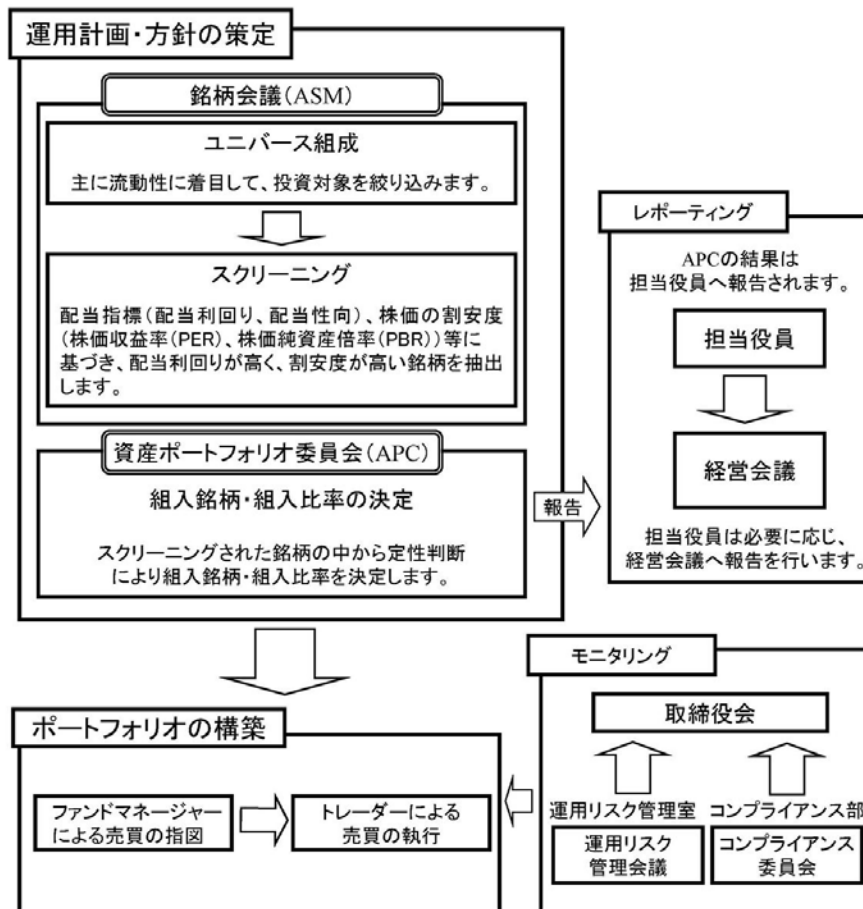 運用計画・方針の策定
銘柄会議(ASM)
ユニバース組成
主に流動性に着目して、投資対象を絞り込みます。
スクリーニング
配当指標(配当利回り、配当性向)、株価の割安度
(株価収益率(PER)、株価純資産倍率(PBR))等に
基づき、配当利回りが高く、割安度が高い銘柄を抽出
します。
資産ポートフォリオ委員会(APC)
組入銘柄・組入比率の決定
スクリーニングされた銘柄の中から定性判断
により組入銘柄・組入比率を決定します。
報告
レポーティング
APCの結果は
担当役員へ報告されます。
担当役員
経営会議
担当役員は必要に応じ、
経営会議へ報告を行います。
ポートフォリオの構築
ファンドマネージャー
による売買の指図
トレーダーによる
売買の執行
モニタリング
取締役会
運用リスク管理室
運用リスク
管理会議
コンプライアンス部
コンプライアンス
委員会